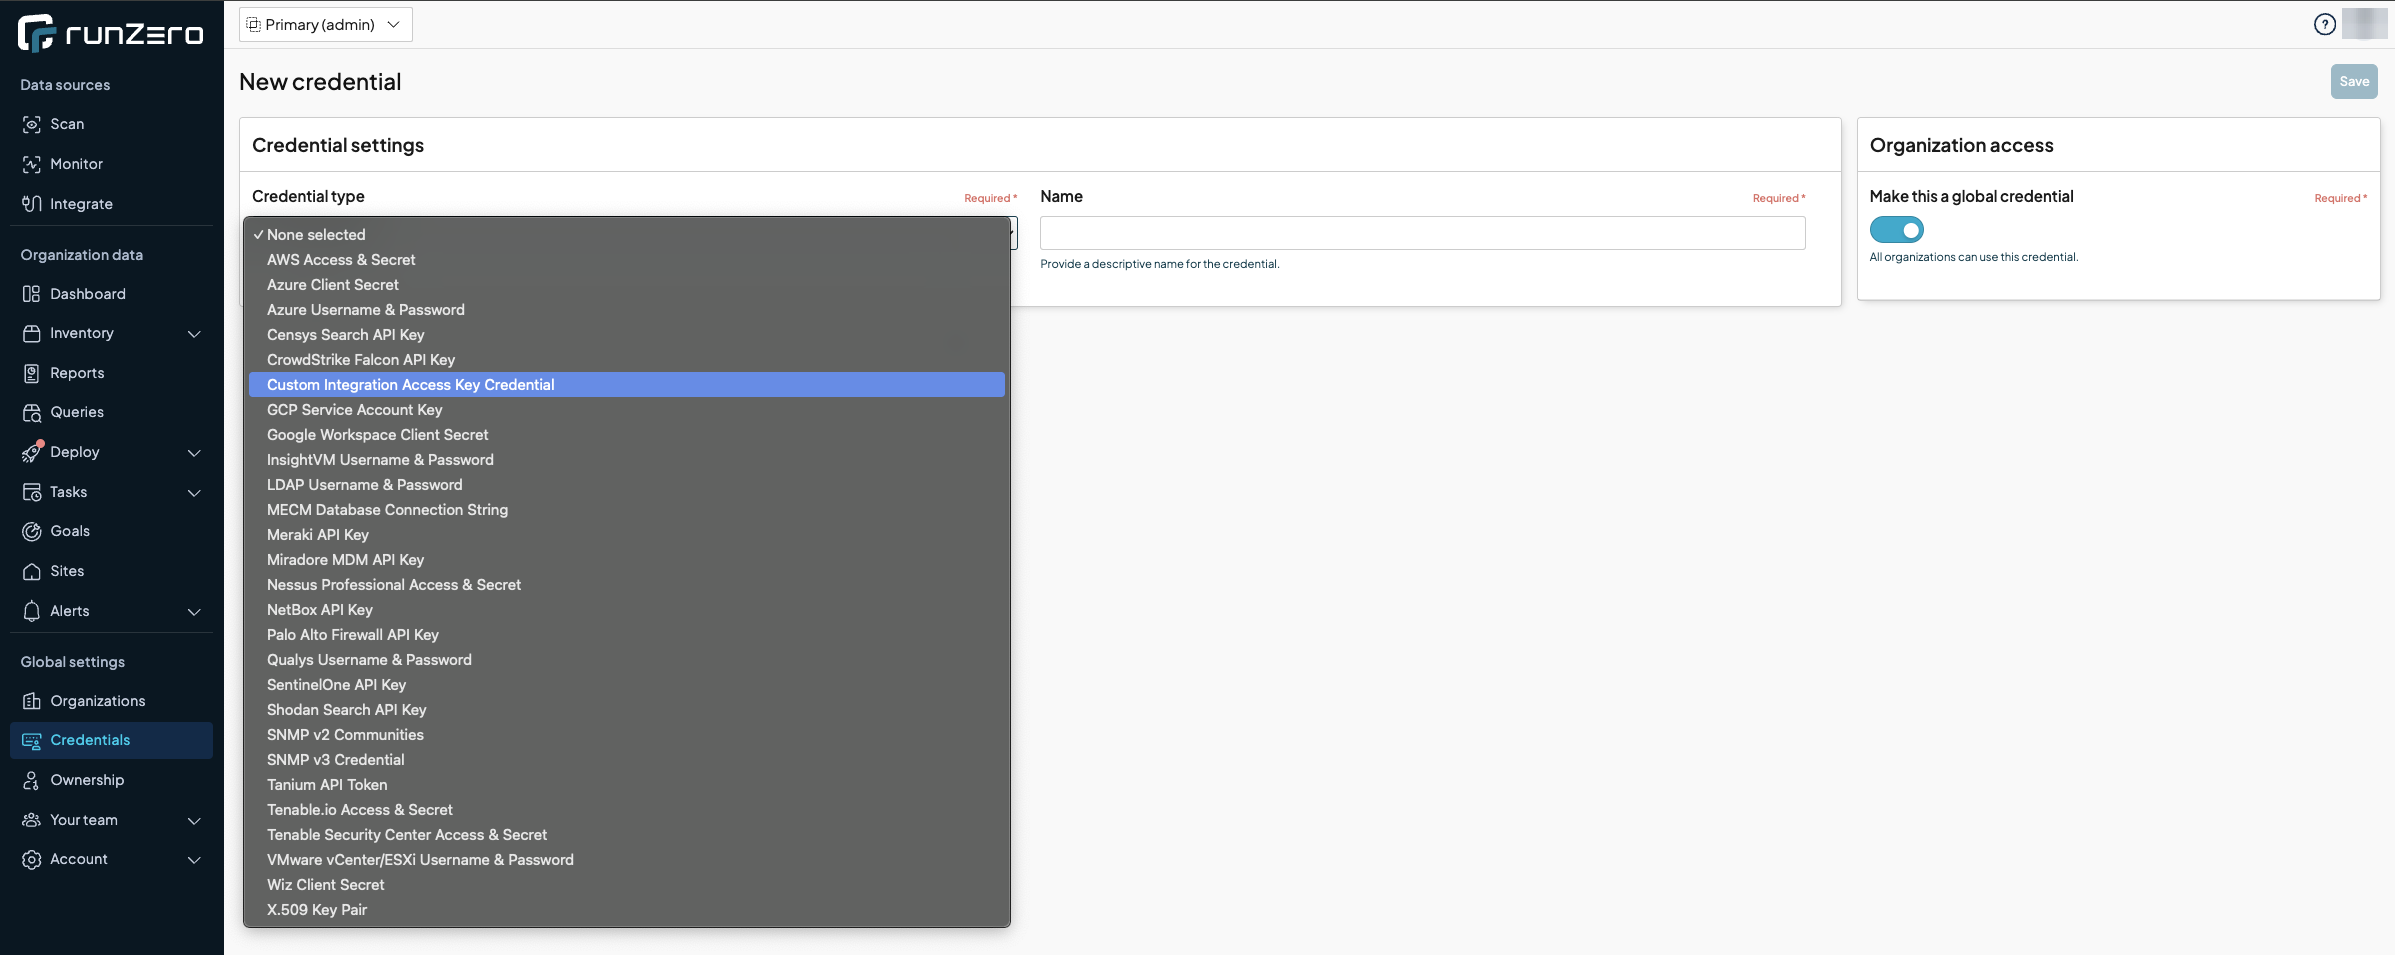 runZero
Data sources
Scan
Monitor
Integrate
Organization data
Dashboard
Inventory
Reports
Queries
Deploy
Tasks
Goals
Sites
Alerts
Global settings
Organizations
Credentials
Ownership
Your team
Account
Primary (admin)
?
New credential
Save
Credential settings
Credential type
Required *
✓ None selected
AWS Access & Secret
Azure Client Secret
Azure Username & Password
Censys Search API Key
CrowdStrike Falcon API Key
Custom Integration Access Key Credential
GCP Service Account Key
Google Workspace Client Secret
InsightVM Username & Password
LDAP Username & Password
MECM Database Connection String
Meraki API Key
Miradore MDM API Key
Nessus Professional Access & Secret
NetBox API Key
Palo Alto Firewall API Key
Qualys Username & Password
SentinelOne API Key
Shodan Search API Key
SNMP v2 Communities
SNMP v3 Credential
Tanium API Token
Tenable.io Access & Secret
Tenable Security Center Access & Secret
VMware vCenter/ESXi Username & Password
Wiz Client Secret
X.509 Key Pair
Name
Required *
Provide a descriptive name for the credential.
Organization access
Make this a global credential
Required *
All organizations can use this credential.